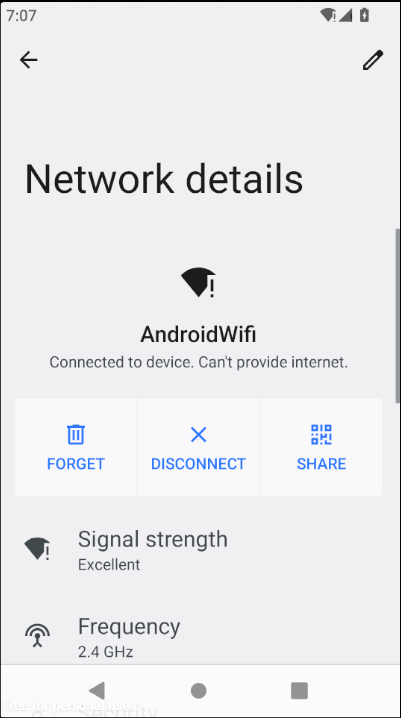 7:07
Network details
AndroidWifi
Connected to device. Can't provide internet.
FORGET
DISCONNECT
SHARE
Signal strength
Excellent
Frequency
2.4 GHz
Free for personal use
Security